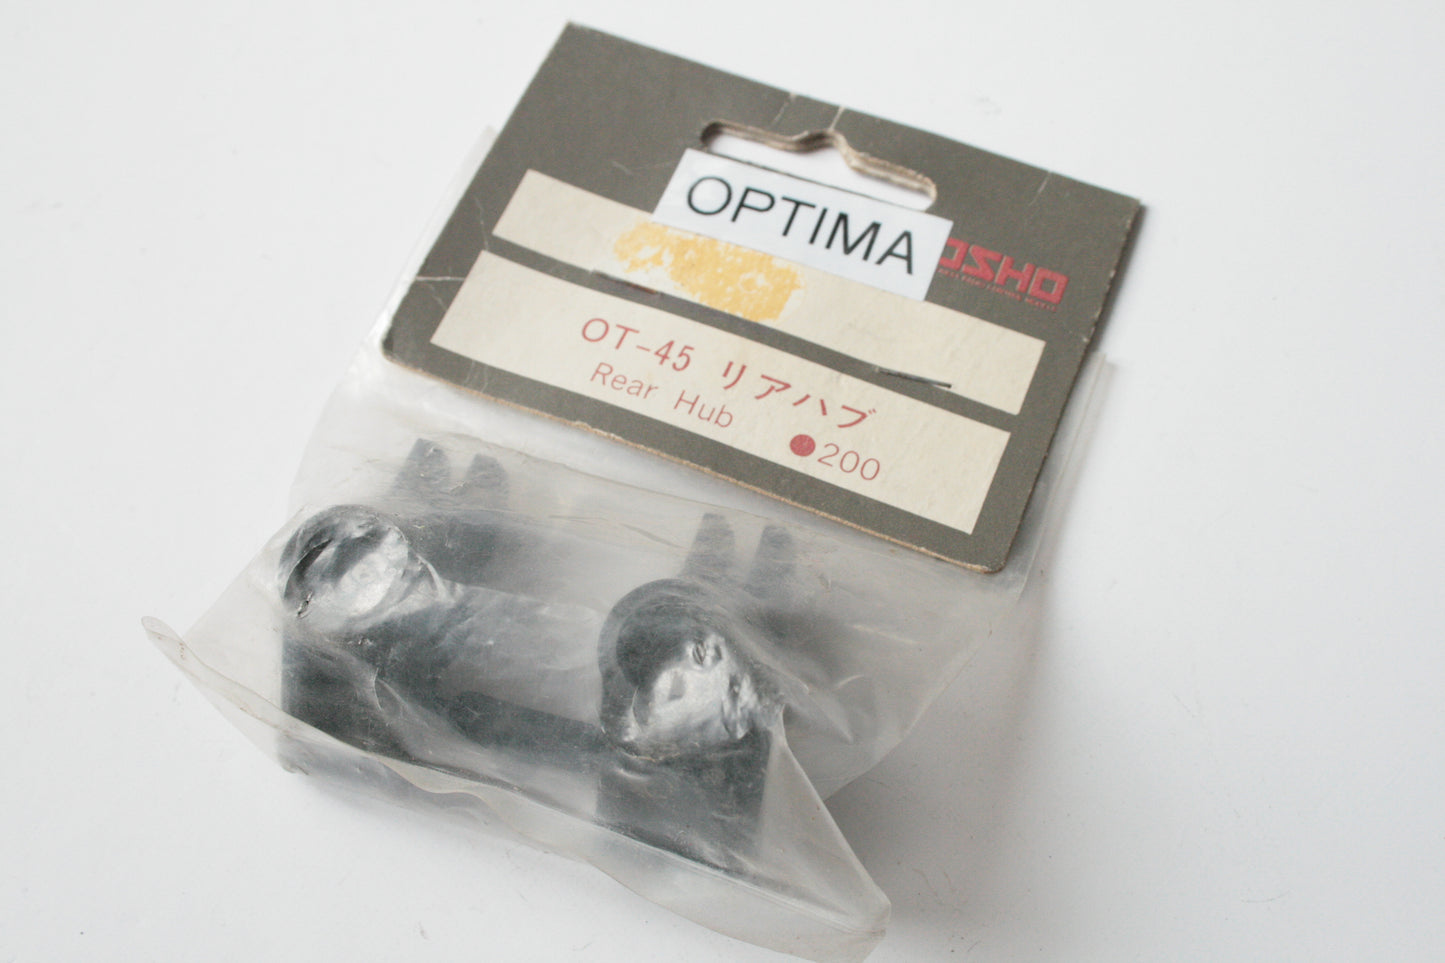 OPTIMA
OSHO
OT-45 リアハブ
Rear Hub ●200